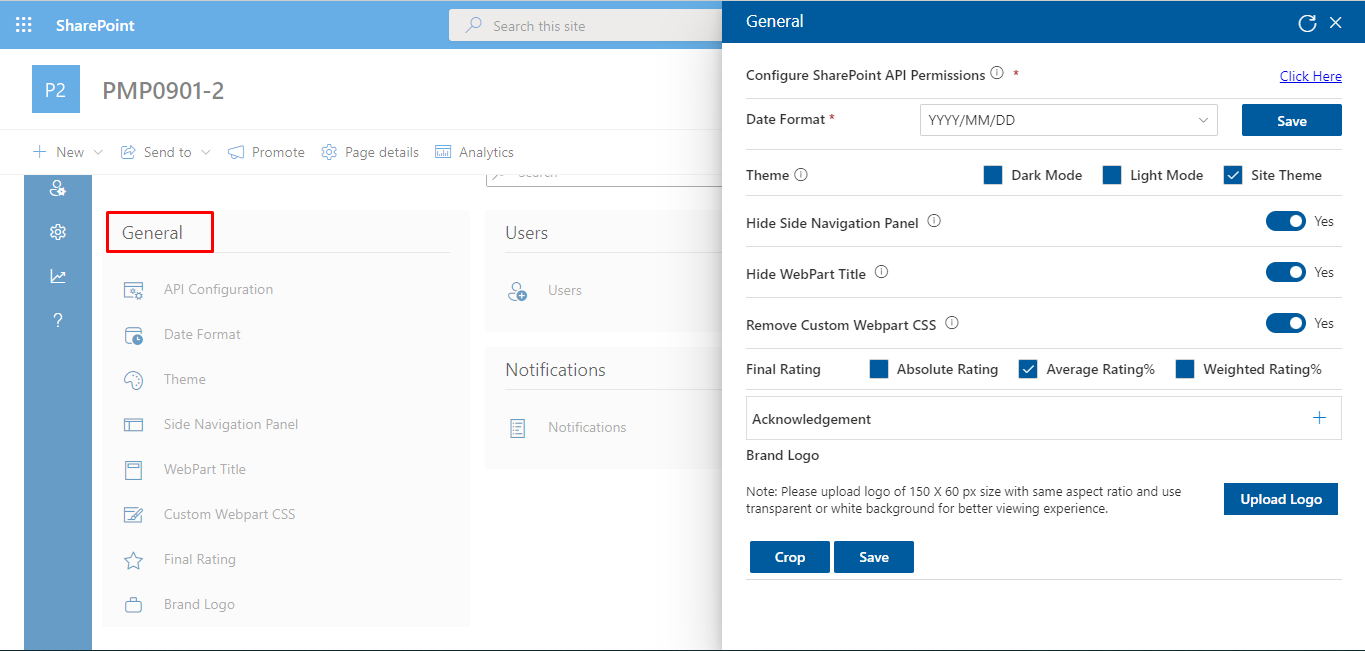 SharePoint
Search this site
P2
PMP0901-2
New
Send to
Promote
Page details
Analytics
Search
General
API Configuration
Date Format
Theme
Side Navigation Panel
WebPart Title
Custom Webpart CSS
Final Rating
Brand Logo
Users
Users
Notifications
Notifications
General
Configure SharePoint API Permissions *
Click Here
Date Format *
YYYY/MM/DD
Save
Theme
Dark Mode
Light Mode
Site Theme
Hide Side Navigation Panel
Yes
Hide WebPart Title
Yes
Remove Custom Webpart CSS
Yes
Final Rating
Absolute Rating
Average Rating%
Weighted Rating%
Acknowledgement
Brand Logo
Note: Please upload logo of 150 X 60 px size with same aspect ratio and use
transparent or white background for better viewing experience.
Upload Logo
Crop
Save